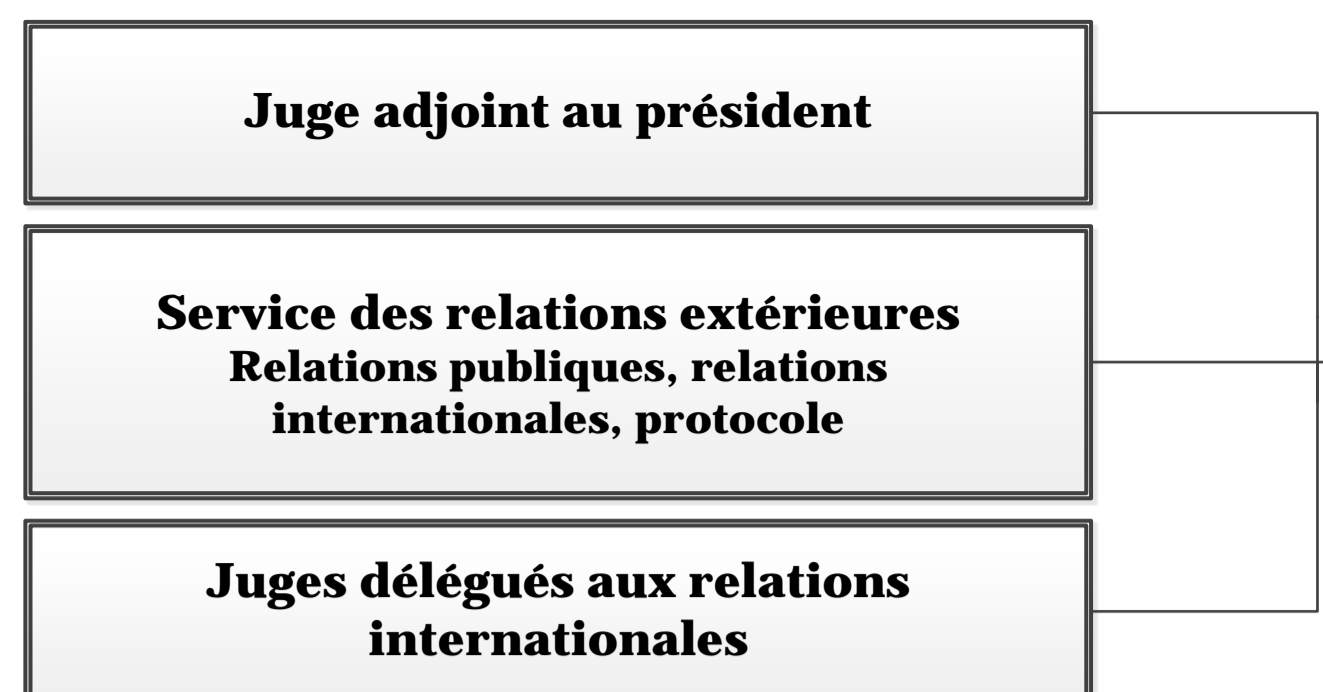 Juge adjoint au président
Service des relations extérieures
Relations publiques, relations
internationales, protocole
Juges délégués aux relations
internationales